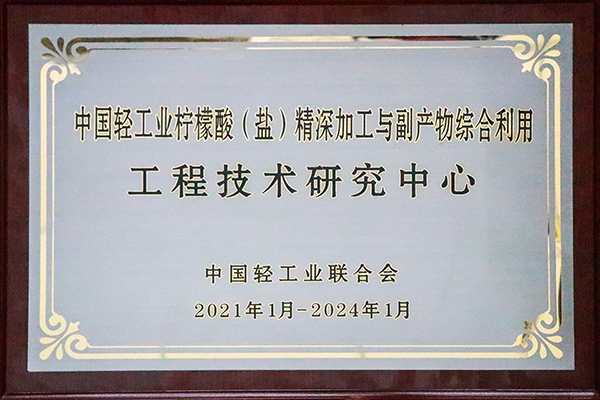 中国轻工业柠檬酸（盐）精深加工与副产物综合利用
工程技术研究中心
中国轻工业联合会
2021年1月-2024年1月